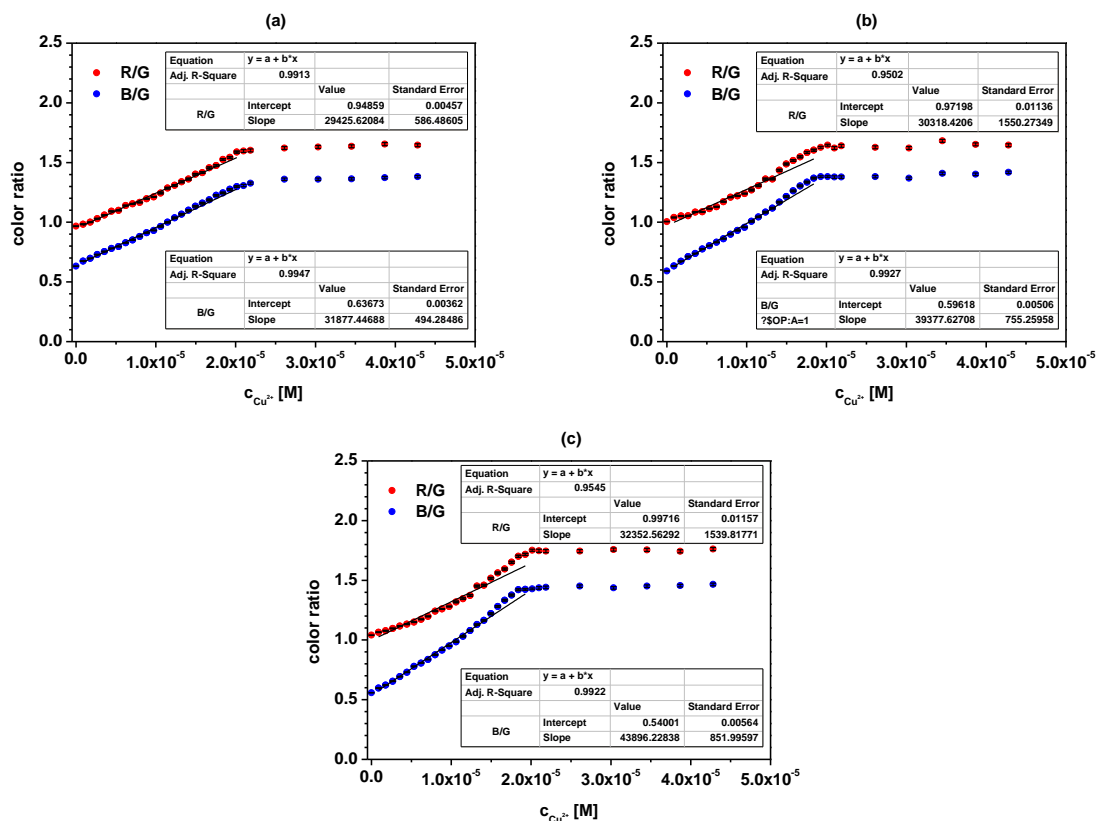 (a)
2.5
2.0
1.5
1.0
0.5
0.0
color ratio
R/G
B/G
Equation y = a + b*x
Adj. R-Square 0.9913
Value Standard Error
R/G Intercept 0.94859 0.00457
Slope 29425.62084 586.48605
Equation y = a + b*x
Adj. R-Square 0.9947
Value Standard Error
B/G Intercept 0.63673 0.00362
Slope 31877.44688 494.28486
0.0 1.0x10⁻⁵ 2.0x10⁻⁵ 3.0x10⁻⁵ 4.0x10⁻⁵ 5.0x10⁻⁵
c_Cu²⁺ [M]
(b)
2.5
2.0
1.5
1.0
0.5
0.0
color ratio
R/G
B/G
Equation y = a + b*x
Adj. R-Square 0.9502
Value Standard Error
R/G Intercept 0.97198 0.01136
Slope 30318.4206 1550.27349
Equation y = a + b*x
Adj. R-Square 0.9927
Value Standard Error
B/G Intercept 0.59618 0.00506
?$OP:A=1 Slope 39377.62708 755.25958
0.0 1.0x10⁻⁵ 2.0x10⁻⁵ 3.0x10⁻⁵ 4.0x10⁻⁵ 5.0x10⁻⁵
c_Cu²⁺ [M]
(c)
2.5
2.0
1.5
1.0
0.5
0.0
color ratio
R/G
B/G
Equation y = a + b*x
Adj. R-Square 0.9545
Value Standard Error
R/G Intercept 0.99716 0.01157
Slope 32352.56292 1539.81771
Equation y = a + b*x
Adj. R-Square 0.9922
Value Standard Error
B/G Intercept 0.54001 0.00564
Slope 43896.22838 851.99597
0.0 1.0x10⁻⁵ 2.0x10⁻⁵ 3.0x10⁻⁵ 4.0x10⁻⁵ 5.0x10⁻⁵
c_Cu²⁺ [M]